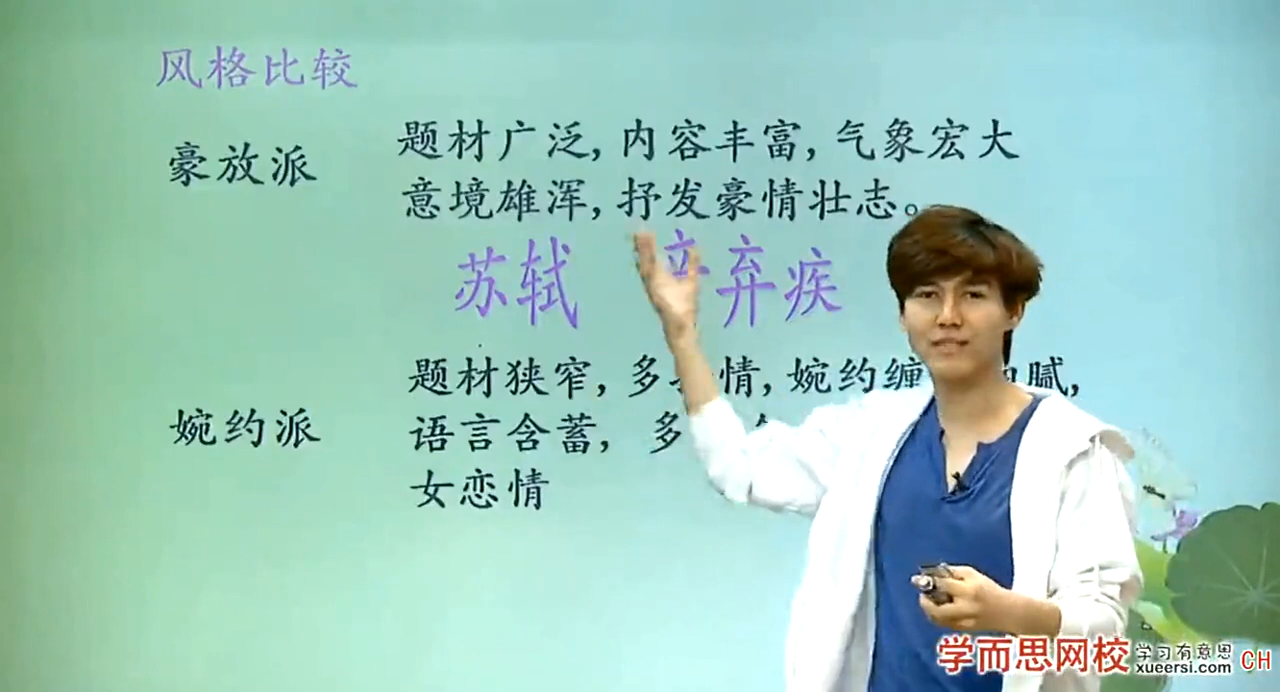 风格比较
豪放派
题材广泛,内容丰富,气象宏大
意境雄浑,抒发豪情壮志。
苏轼 弃疾
婉约派
题材狭窄,多 情,婉约缠 腻,
语言含蓄, 多
女恋情
学而思网校 学习有意思
xueersi.com CH